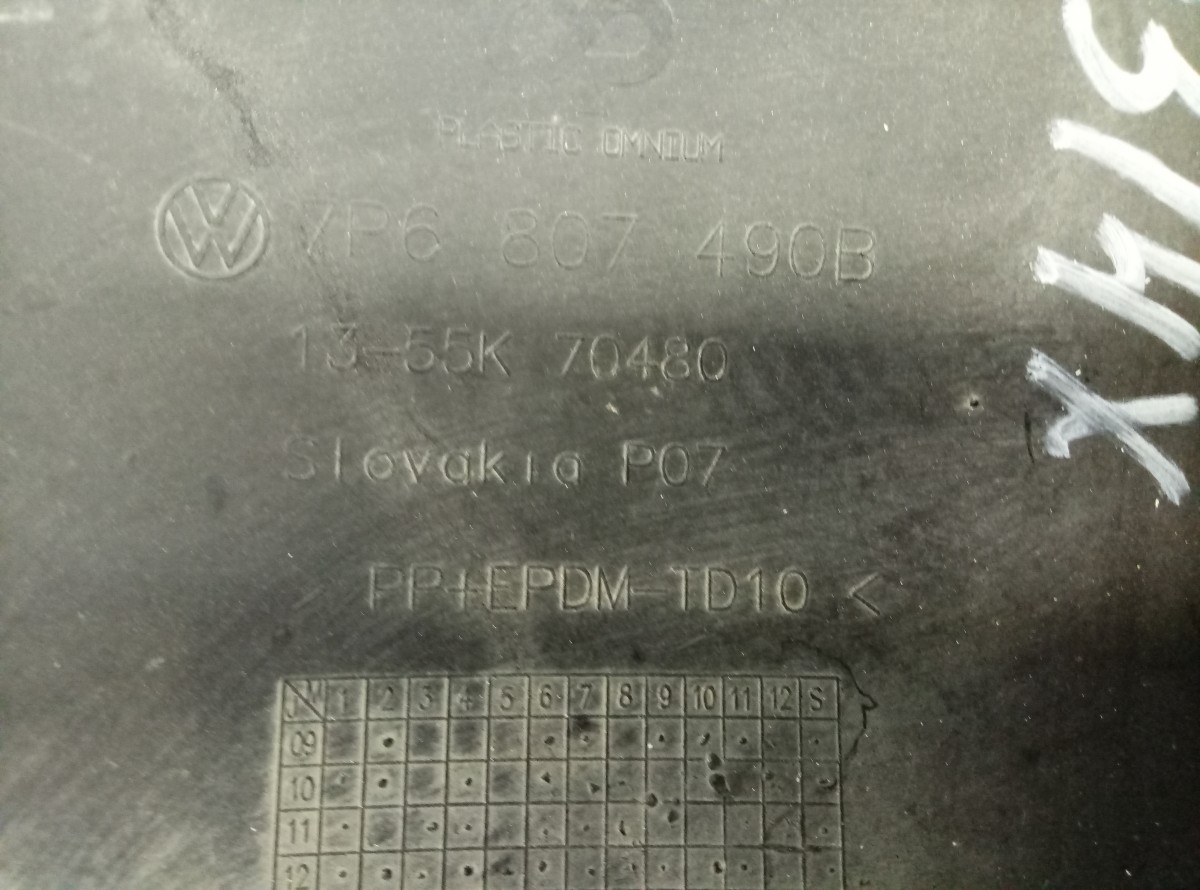 PLASTIC OMNIUM
7P6 807 490B
13-55K 70480
Slovakia P07
> PP+EPDM-TD10 <
J M 1 2 3 4 5 6 7 8 9 10 11 12 S
09
10
11
12